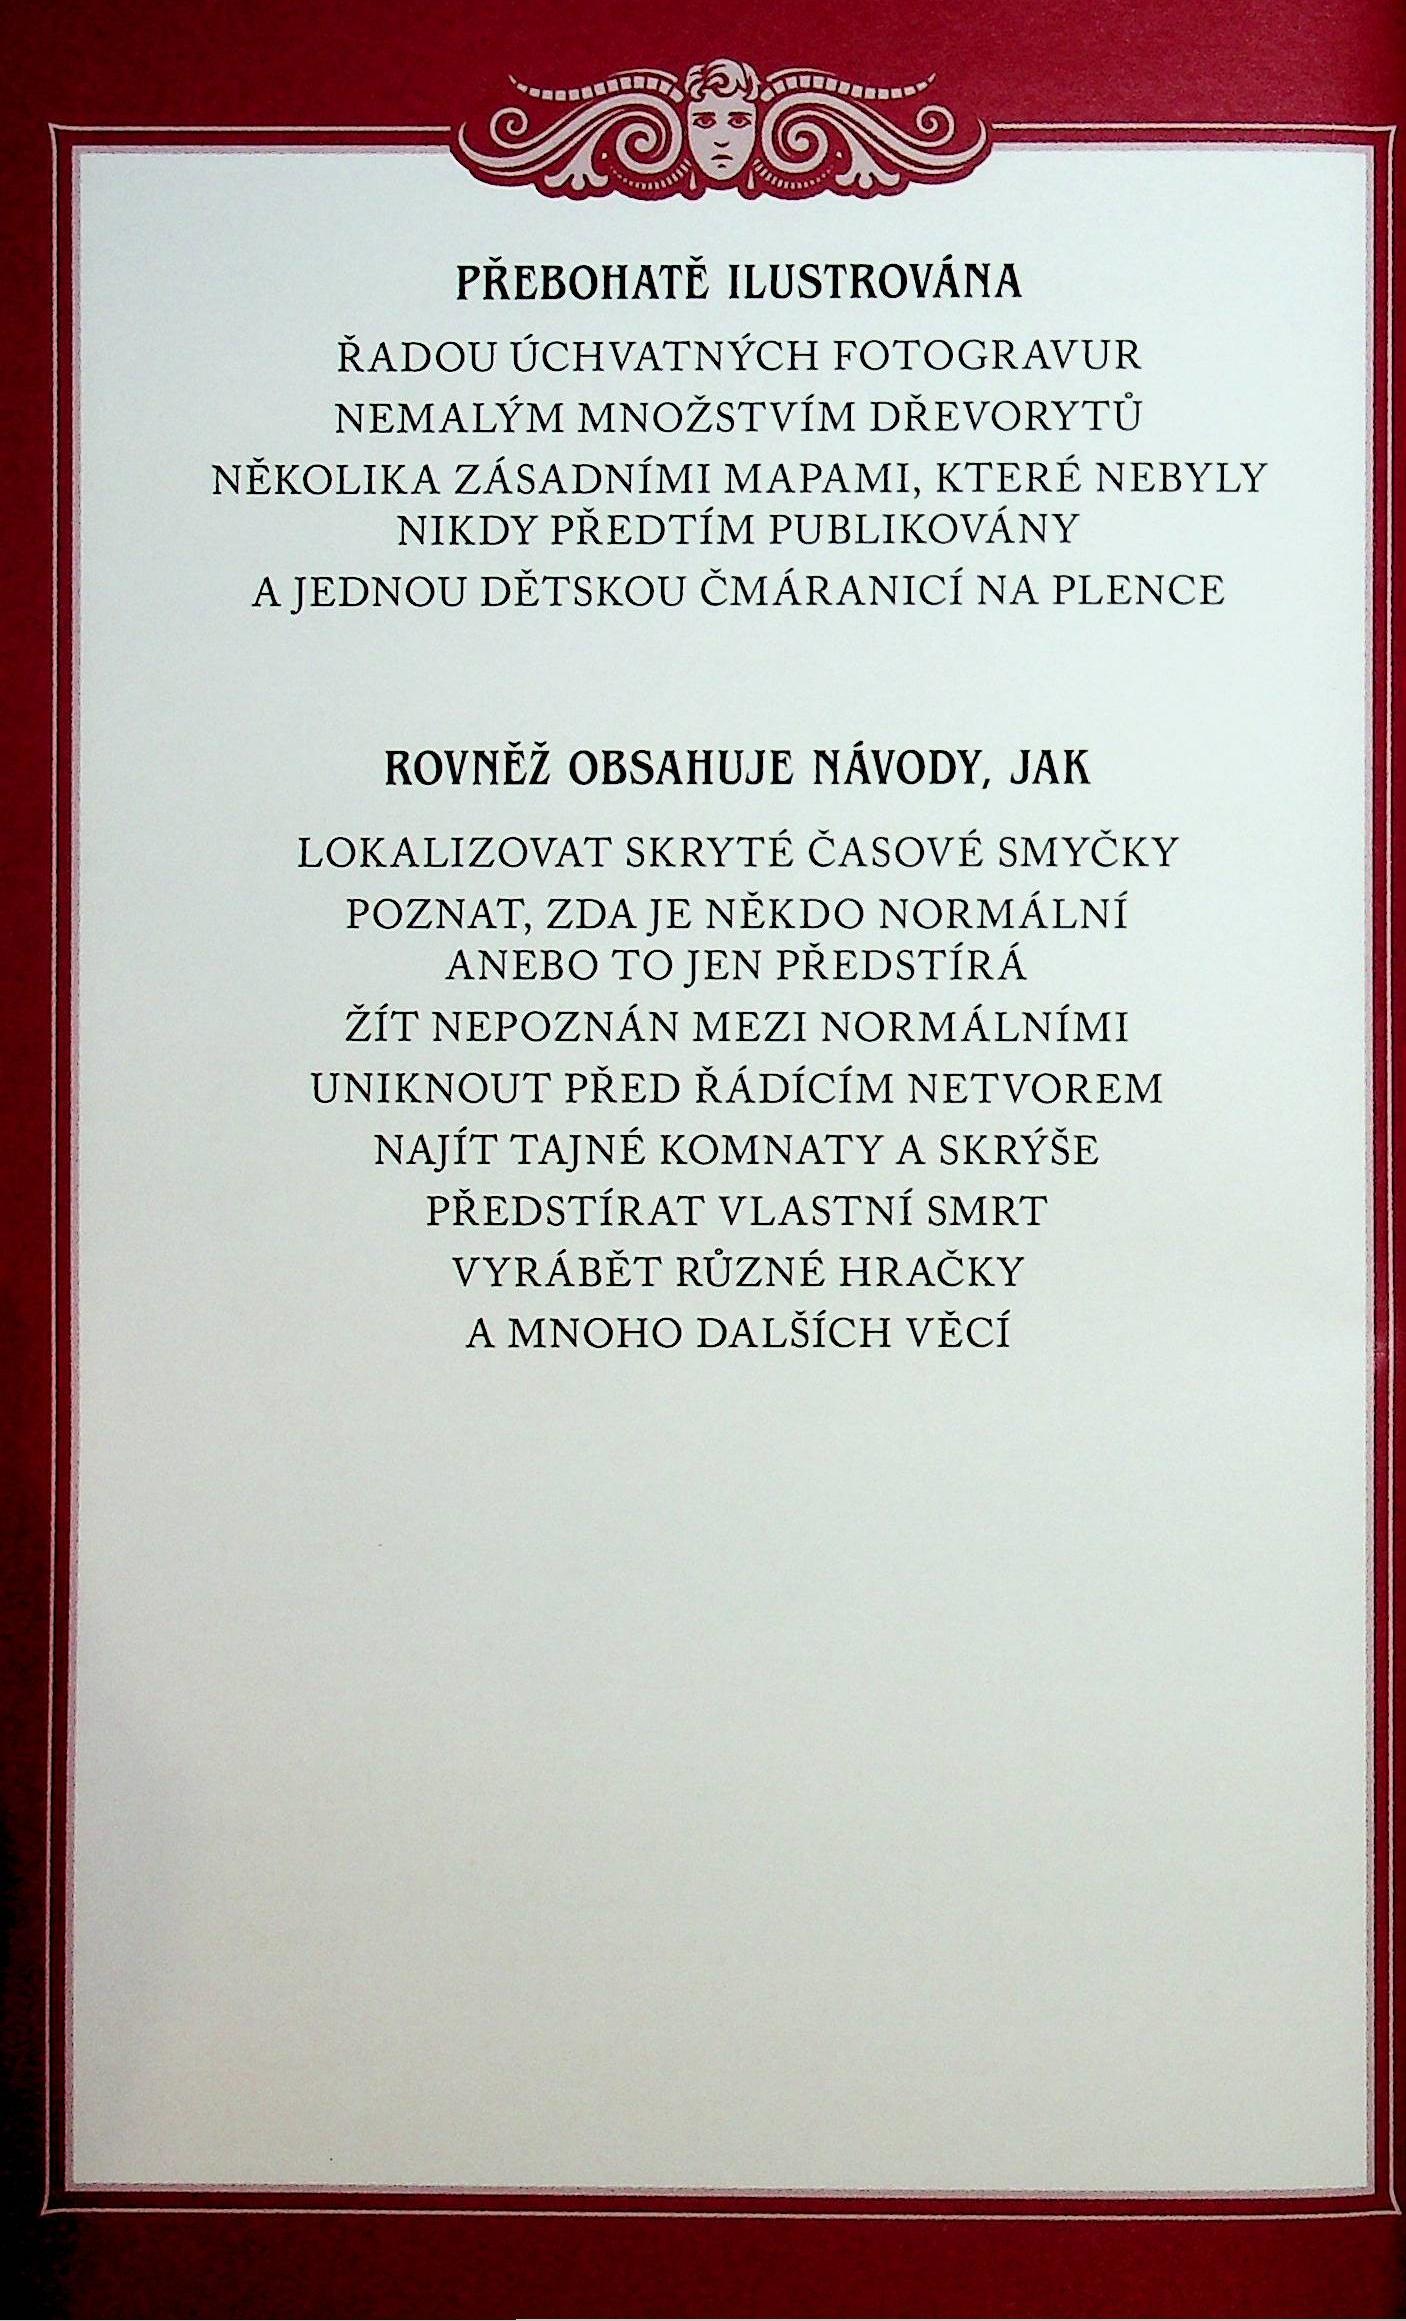 PŘEBOHATĚ ILUSTROVÁNA
ŘADOU ÚCHVATNÝCH FOTOGRAVUR
NEMALÝM MNOŽSTVÍM DŘEVORYTŮ
NĚKOLIKA ZÁSADNÍMI MAPAMI, KTERÉ NEBYLY
NIKDY PŘEDTÍM PUBLIKOVÁNY
A JEDNOU DĚTSKOU ČMÁRANICÍ NA PLENCE
ROVNĚŽ OBSAHUJE NÁVODY, JAK
LOKALIZOVAT SKRYTÉ ČASOVÉ SMYČKY
POZNAT, ZDA JE NĚKDO NORMÁLNÍ
ANEBO TO JEN PŘEDSTÍRÁ
ŽÍT NEPOZNÁN MEZI NORMÁLNÍMI
UNIKNOUT PŘED ŘÁDÍCÍM NETVOREM
NAJÍT TAJNÉ KOMNATY A SKRÝŠE
PŘEDSTÍRAT VLASTNÍ SMRT
VYRÁBĚT RŮZNÉ HRAČKY
A MNOHO DALŠÍCH VĚCÍ